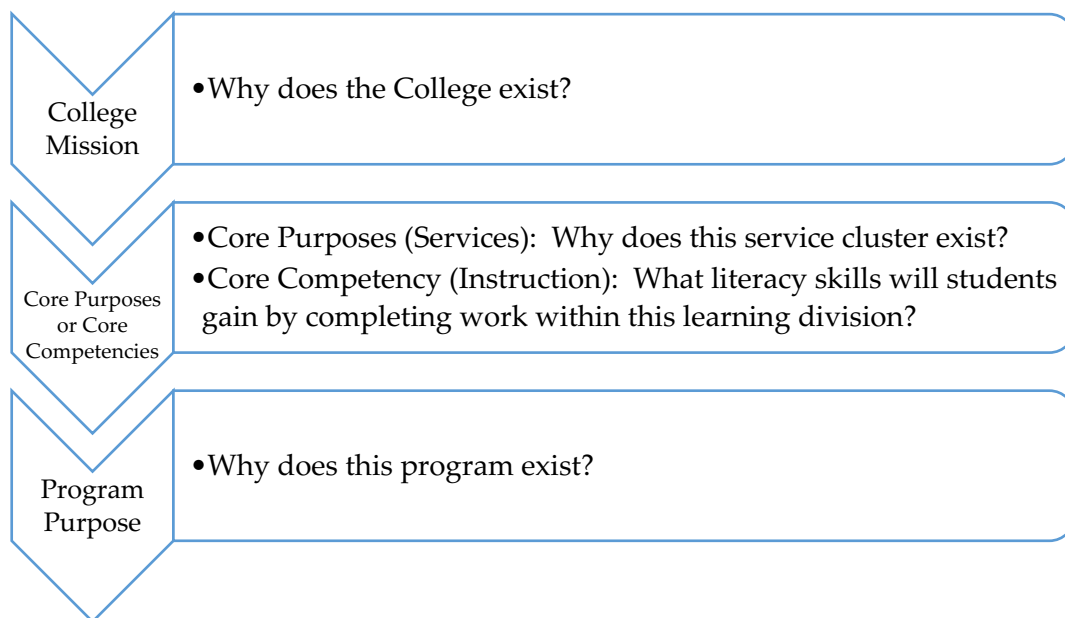 College
Mission
•Why does the College exist?
Core Purposes
or Core
Competencies
•Core Purposes (Services):  Why does this service cluster exist?
•Core Competency (Instruction):  What literacy skills will students
gain by completing work within this learning division?
Program
Purpose
•Why does this program exist?